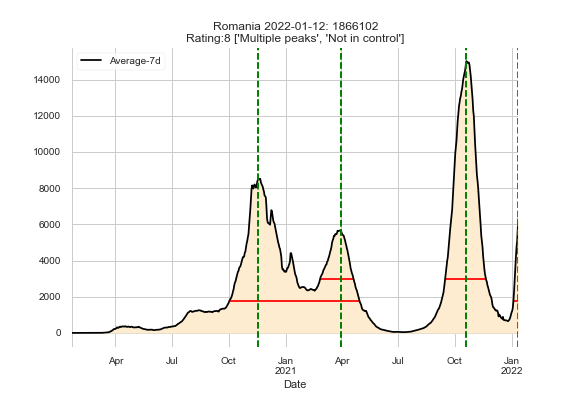 Romania 2022-01-12: 1866102
Rating:8 ['Multiple peaks', 'Not in control']
Average-7d
14000
12000
10000
8000
6000
4000
2000
0
Apr Jul Oct Jan Apr Jul Oct Jan
2021 2022
Date